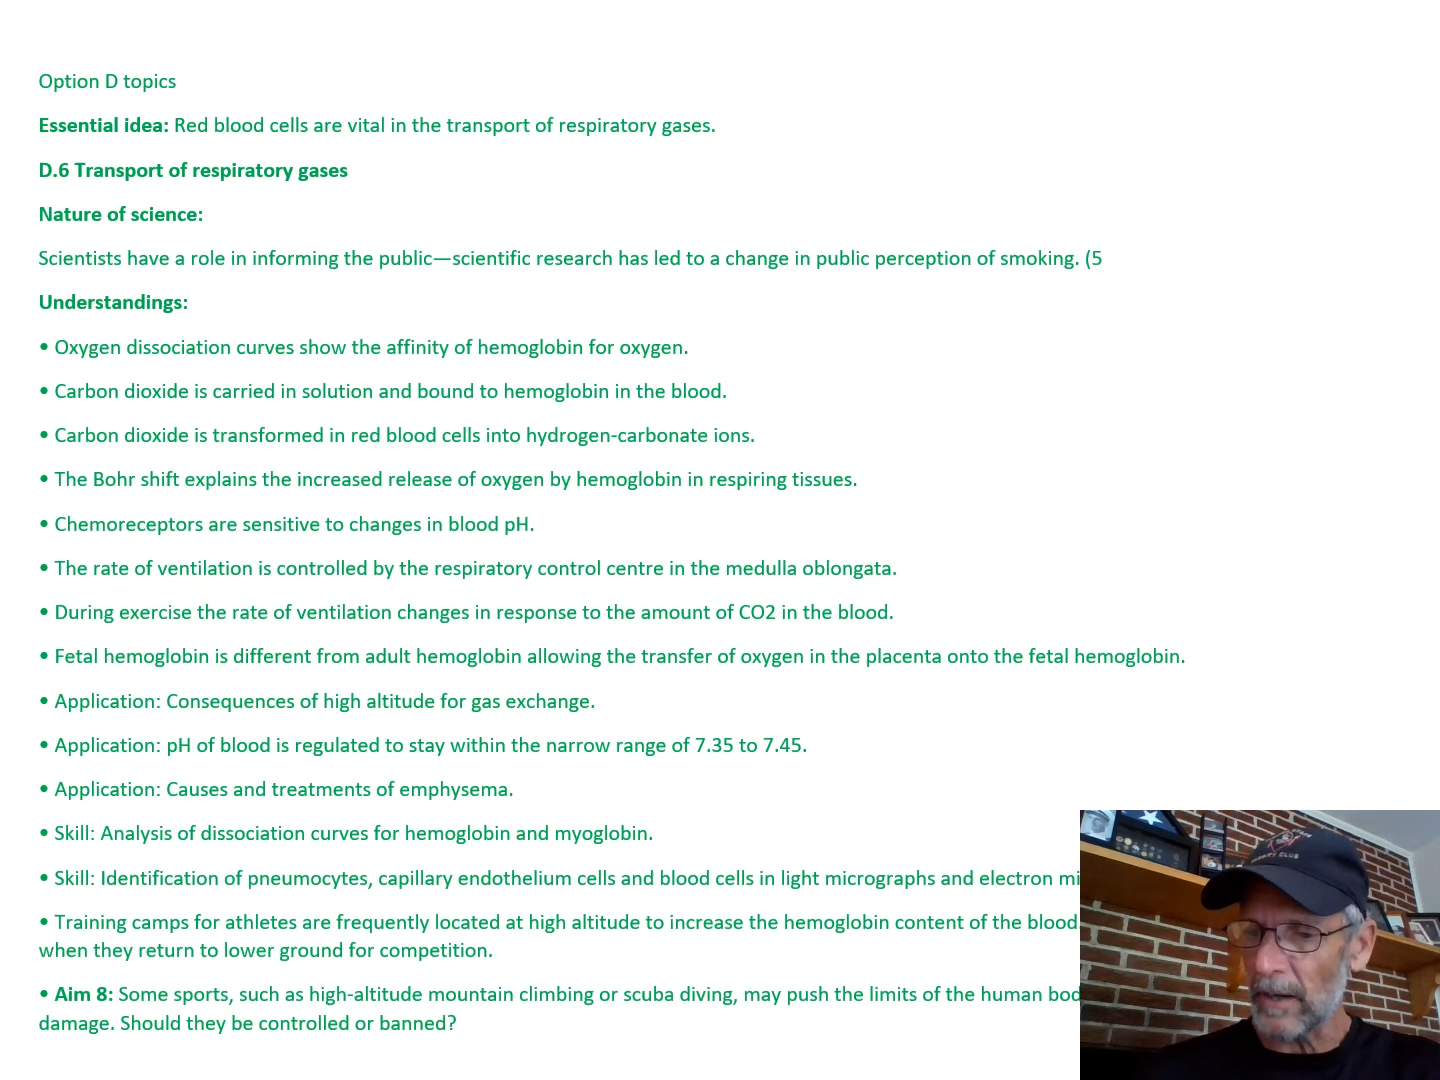 Option D topics
Essential idea: Red blood cells are vital in the transport of respiratory gases.
D.6 Transport of respiratory gases
Nature of science:
Scientists have a role in informing the public—scientific research has led to a change in public perception of smoking. (5
Understandings:
• Oxygen dissociation curves show the affinity of hemoglobin for oxygen.
• Carbon dioxide is carried in solution and bound to hemoglobin in the blood.
• Carbon dioxide is transformed in red blood cells into hydrogen-carbonate ions.
• The Bohr shift explains the increased release of oxygen by hemoglobin in respiring tissues.
• Chemoreceptors are sensitive to changes in blood pH.
• The rate of ventilation is controlled by the respiratory control centre in the medulla oblongata.
• During exercise the rate of ventilation changes in response to the amount of CO2 in the blood.
• Fetal hemoglobin is different from adult hemoglobin allowing the transfer of oxygen in the placenta onto the fetal hemoglobin.
• Application: Consequences of high altitude for gas exchange.
• Application: pH of blood is regulated to stay within the narrow range of 7.35 to 7.45.
• Application: Causes and treatments of emphysema.
• Skill: Analysis of dissociation curves for hemoglobin and myoglobin.
• Skill: Identification of pneumocytes, capillary endothelium cells and blood cells in light micrographs and electron
• Training camps for athletes are frequently located at high altitude to increase the hemoglobin content of the blood
when they return to lower ground for competition.
• Aim 8: Some sports, such as high-altitude mountain climbing or scuba diving, may push the limits of the human
damage. Should they be controlled or banned?
CLUB